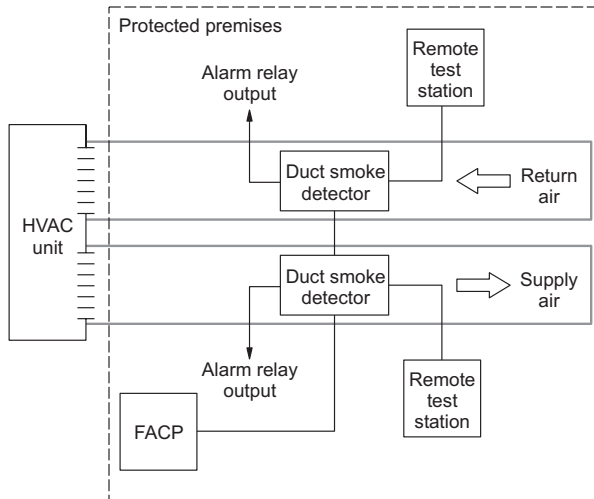 Protected premises
Alarm relay
output
Remote
test
station
Duct smoke
detector
Return
air
HVAC
unit
Duct smoke
detector
Supply
air
Alarm relay
output
Remote
test
station
FACP